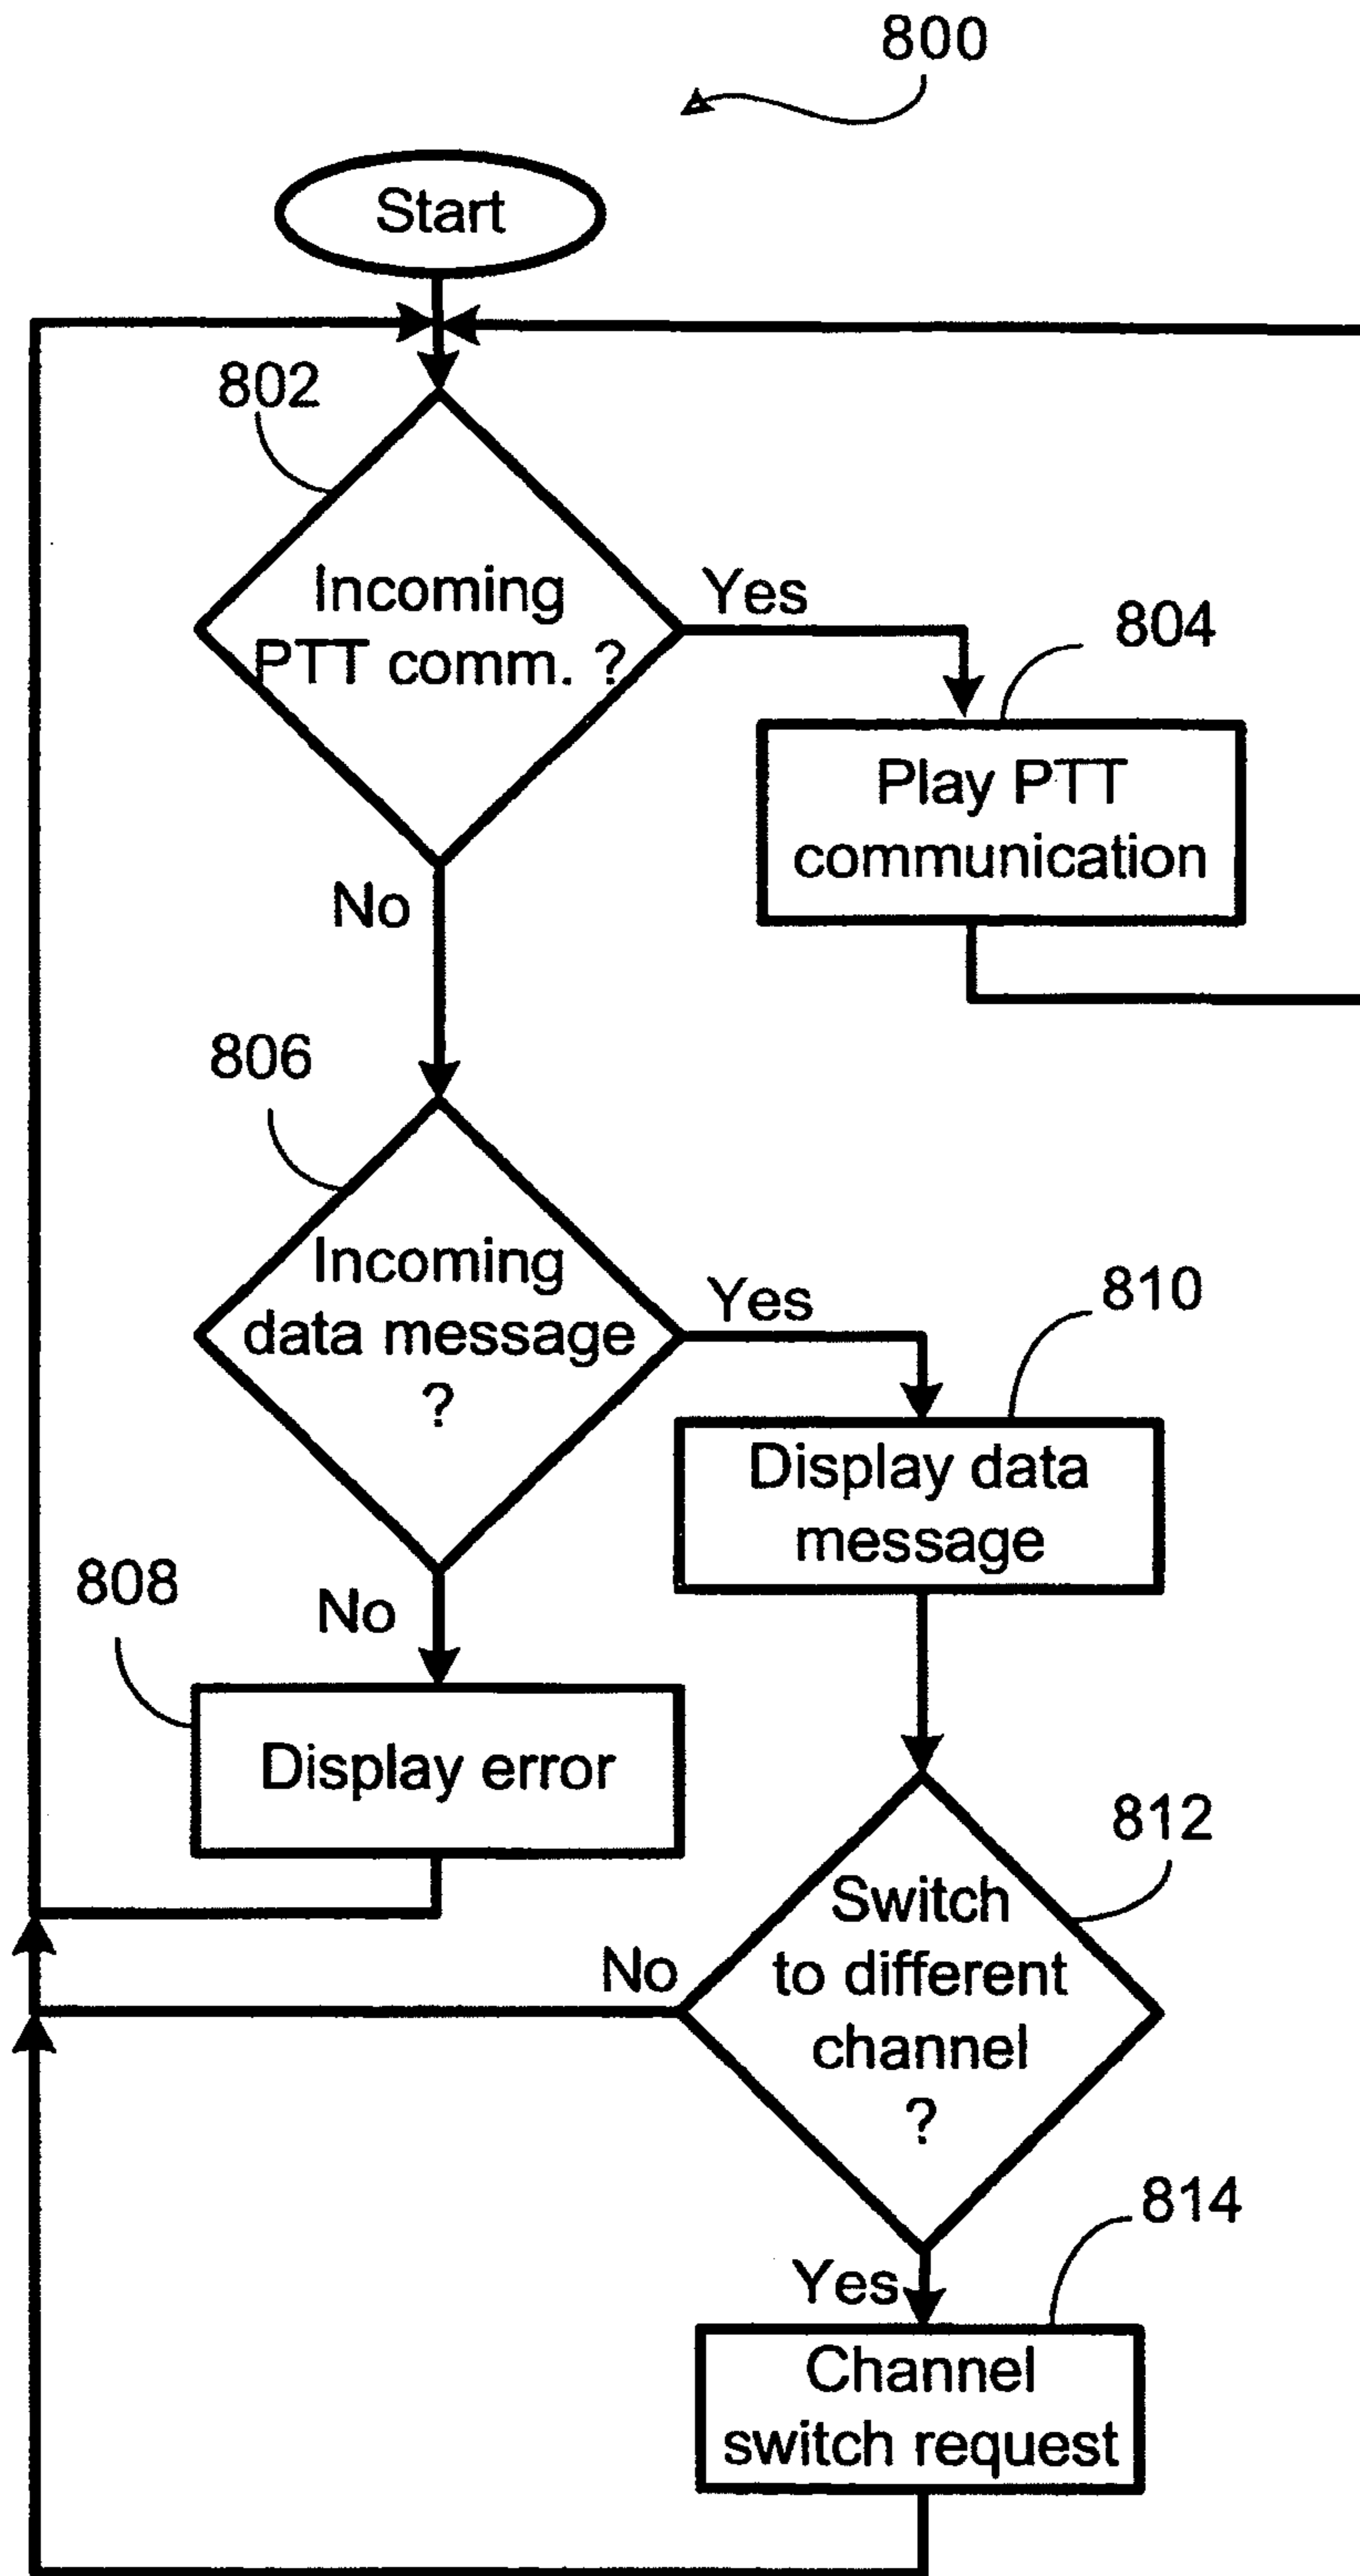 800
Start
802
Incoming
PTT comm. ?
Yes
804
Play PTT
communication
No
806
Incoming
data message
?
Yes
810
Display data
message
808
No
Display error
812
Switch
to different
channel
?
No
814
Yes
Channel
switch request